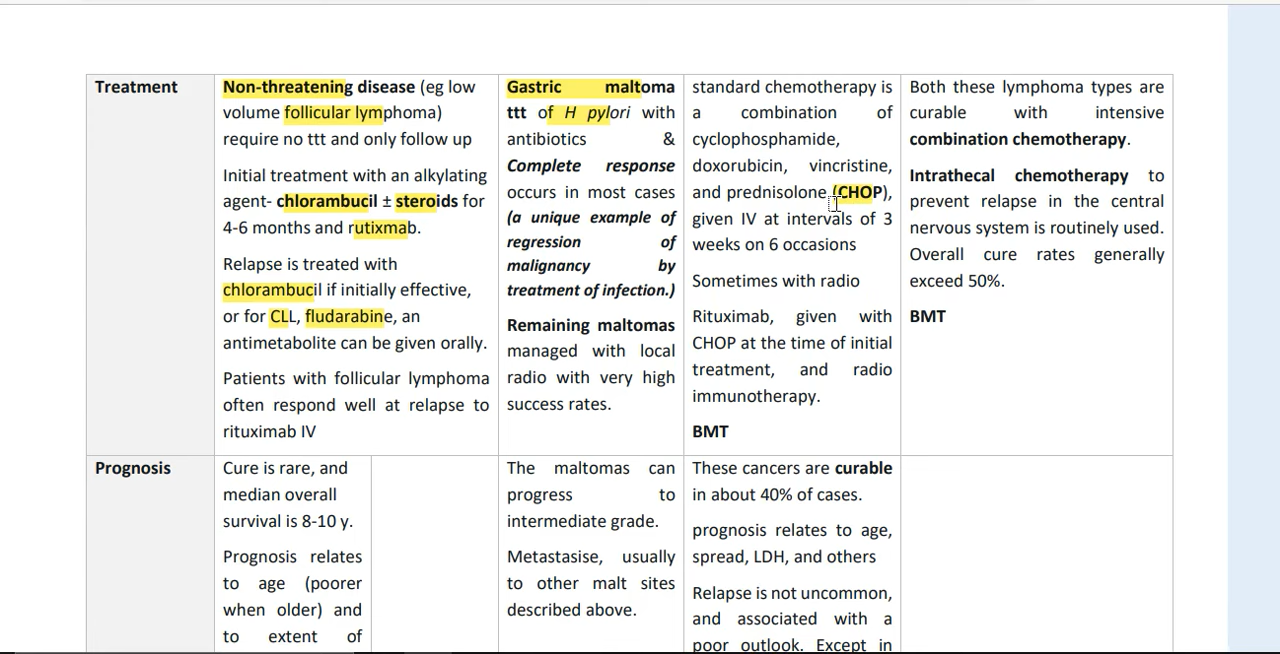 Treatment
Non-threatening disease (eg low
volume follicular lymphoma)
require no ttt and only follow up
Initial treatment with an alkylating
agent- chlorambucil ± steroids for
4-6 months and rutixmab.
Relapse is treated with
chlorambucil if initially effective,
or for CLL, fludarabine, an
antimetabolite can be given orally.
Patients with follicular lymphoma
often respond well at relapse to
rituximab IV
Gastric maltoma
ttt of H pylori with
antibiotics &
Complete response
occurs in most cases
(a unique example of
regression of
malignancy by
treatment of infection.)
Remaining maltomas
managed with local
radio with very high
success rates.
standard chemotherapy is
a combination of
cyclophosphamide,
doxorubicin, vincristine,
and prednisolone (CHOP),
given IV at intervals of 3
weeks on 6 occasions
Sometimes with radio
Rituximab, given with
CHOP at the time of initial
treatment, and radio
immunotherapy.
BMT
Both these lymphoma types are
curable with intensive
combination chemotherapy.
Intrathecal chemotherapy to
prevent relapse in the central
nervous system is routinely used.
Overall cure rates generally
exceed 50%.
BMT
Prognosis
Cure is rare, and
median overall
survival is 8-10 y.
Prognosis relates
to age (poorer
when older) and
to extent of
The maltomas can
progress to
intermediate grade.
Metastasise, usually
to other malt sites
described above.
These cancers are curable
in about 40% of cases.
prognosis relates to age,
spread, LDH, and others
Relapse is not uncommon,
and associated with a
poor outlook. Except in